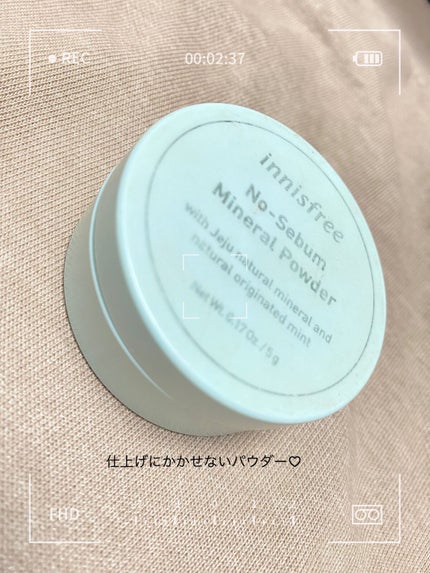 REC
00:02:37
innisfree
No-Sebum
Mineral Powder
with Jeju natural mineral and
natural originated mint
Net Wt. 0.17 Oz / 5 g
仕上げにかかせないパウダー♡
FHD